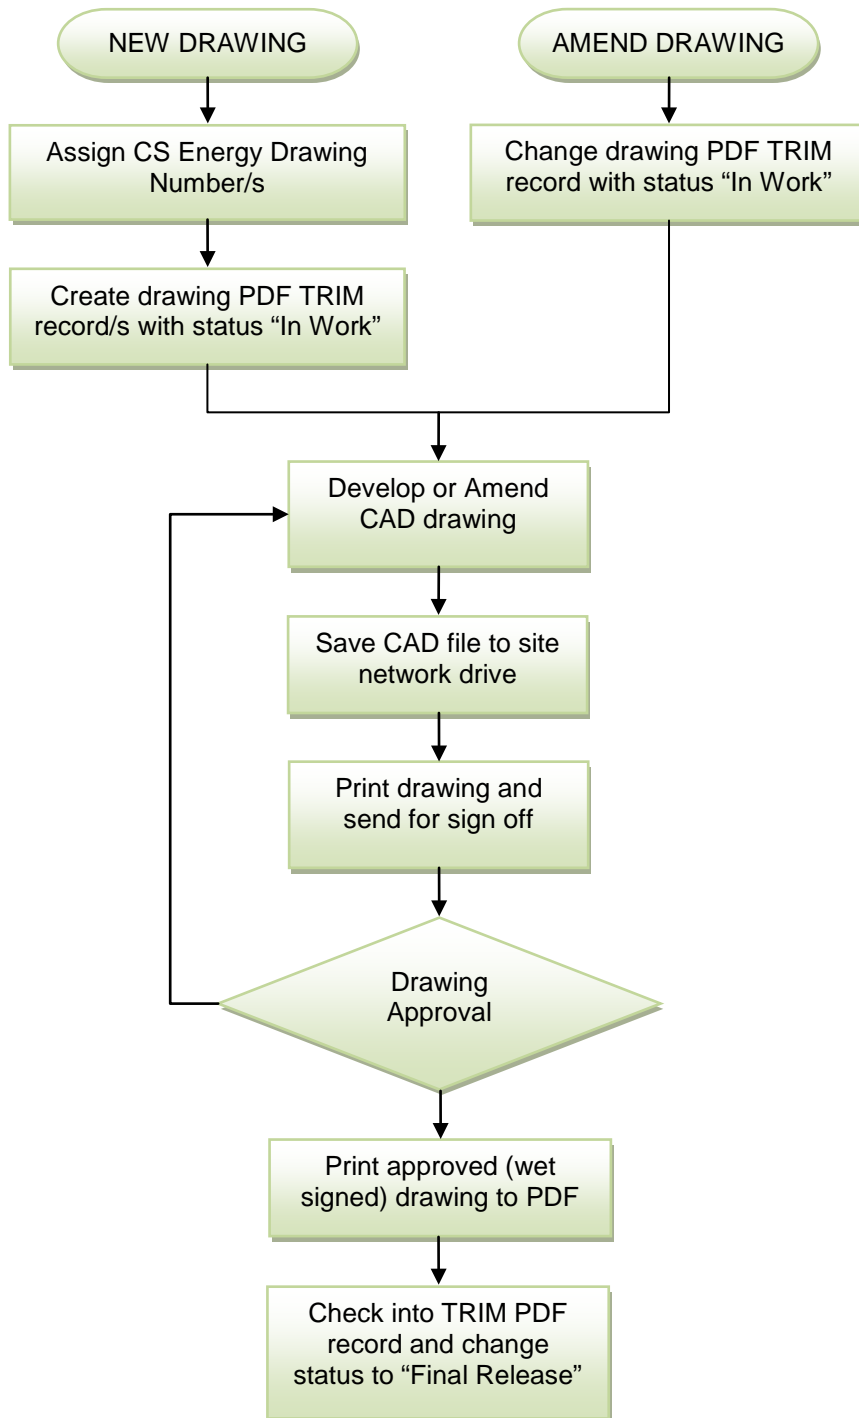 NEW DRAWING
AMEND DRAWING
Assign CS Energy Drawing
Number/s
Change drawing PDF TRIM
record with status “In Work”
Create drawing PDF TRIM
record/s with status “In Work”
Develop or Amend
CAD drawing
Save CAD file to site
network drive
Print drawing and
send for sign off
Drawing
Approval
Print approved (wet
signed) drawing to PDF
Check into TRIM PDF
record and change
status to “Final Release”